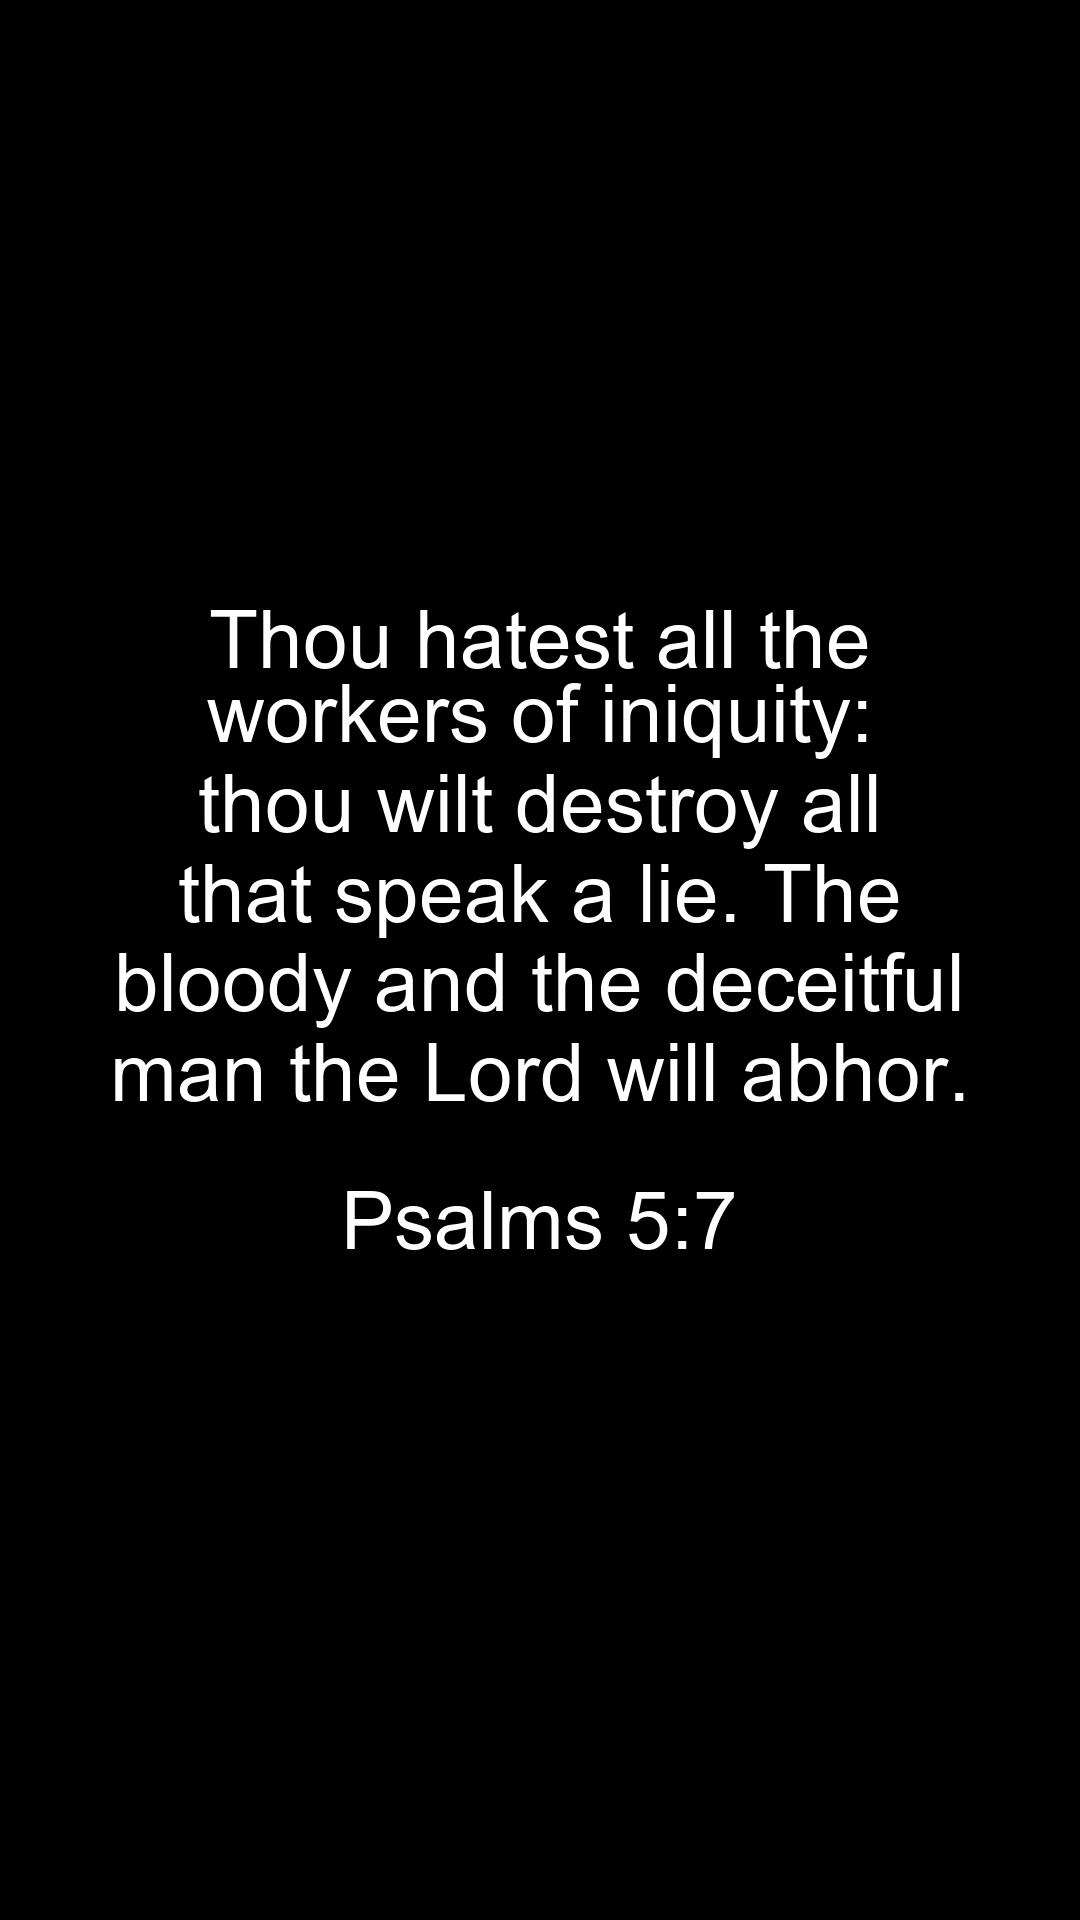 Thou hatest all the
workers of iniquity:
thou wilt destroy all
that speak a lie. The
bloody and the deceitful
man the Lord will abhor.
Psalms 5:7